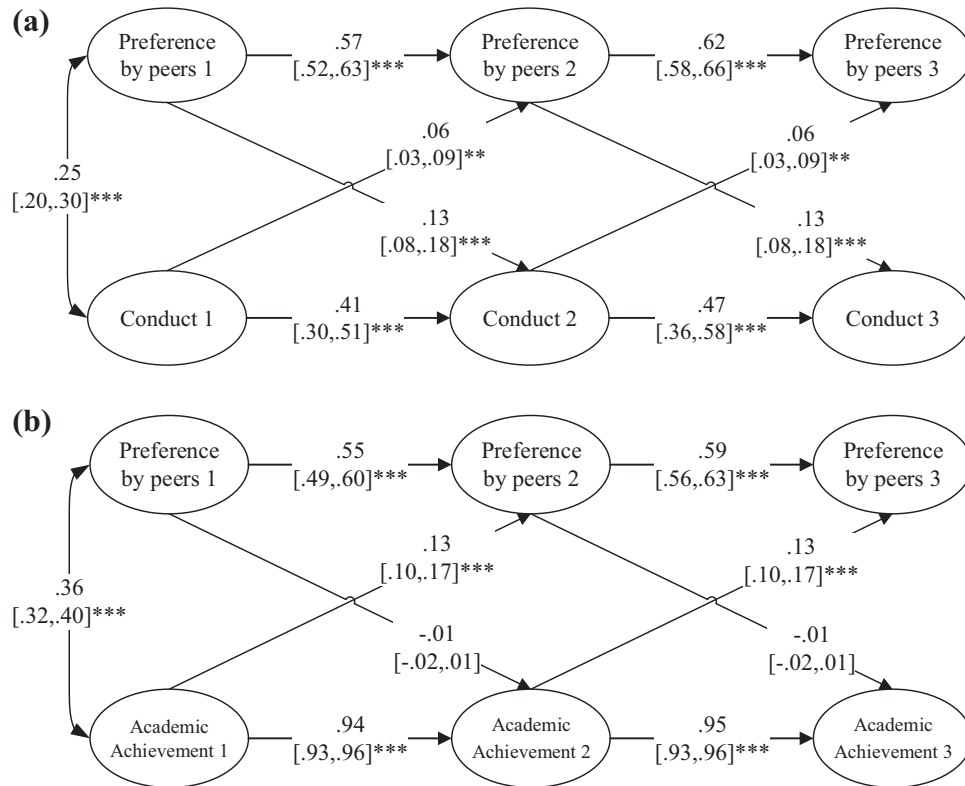 (a)
Preference
by peers 1
.57
[.52,.63]***
Preference
by peers 2
.62
[.58,.66]***
Preference
by peers 3
.25
[.20,.30]***
.06
[.03,.09]**
.13
[.08,.18]***
.06
[.03,.09]**
.13
[.08,.18]***
Conduct 1
.41
[.30,.51]***
Conduct 2
.47
[.36,.58]***
Conduct 3
(b)
Preference
by peers 1
.55
[.49,.60]***
Preference
by peers 2
.59
[.56,.63]***
Preference
by peers 3
.36
[.32,.40]***
.13
[.10,.17]***
-.01
[-.02,.01]
.13
[.10,.17]***
-.01
[-.02,.01]
Academic
Achievement 1
.94
[.93,.96]***
Academic
Achievement 2
.95
[.93,.96]***
Academic
Achievement 3